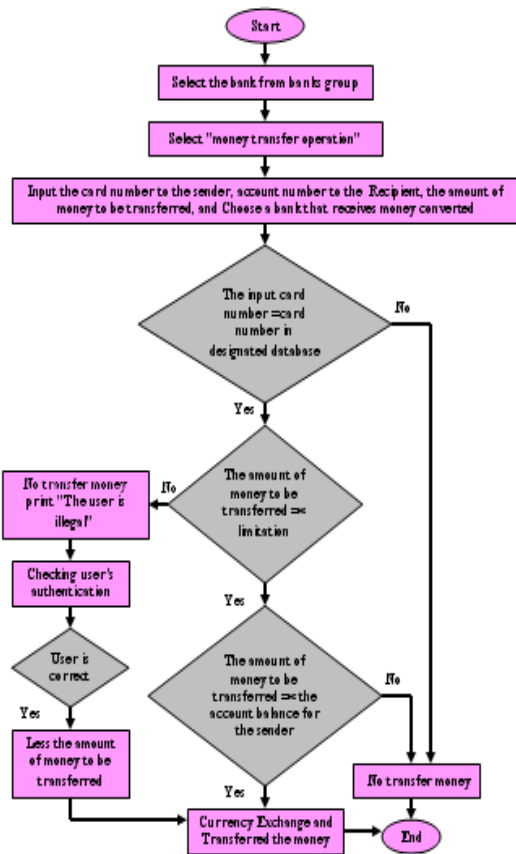 Start
Select the bank from banks group
Select "money transfer operation"
Input the card number to the sender, account number to the Recipient, the amount of
money to be transferred, and Choose a bank that receives money converted
The input card
number =card
number in
designated database
No
Yes
The amount of
money to be
transferred =<
limitation
No
No transfer money
print "The user is
illegal"
Checking user's
authentication
Yes
User is
correct
The amount of
money to be
transferred =< the
account balance for
the sender
No
Yes
Less the amount
of money to be
transferred
No transfer money
Yes
Currency Exchange and
Transferred the money
End